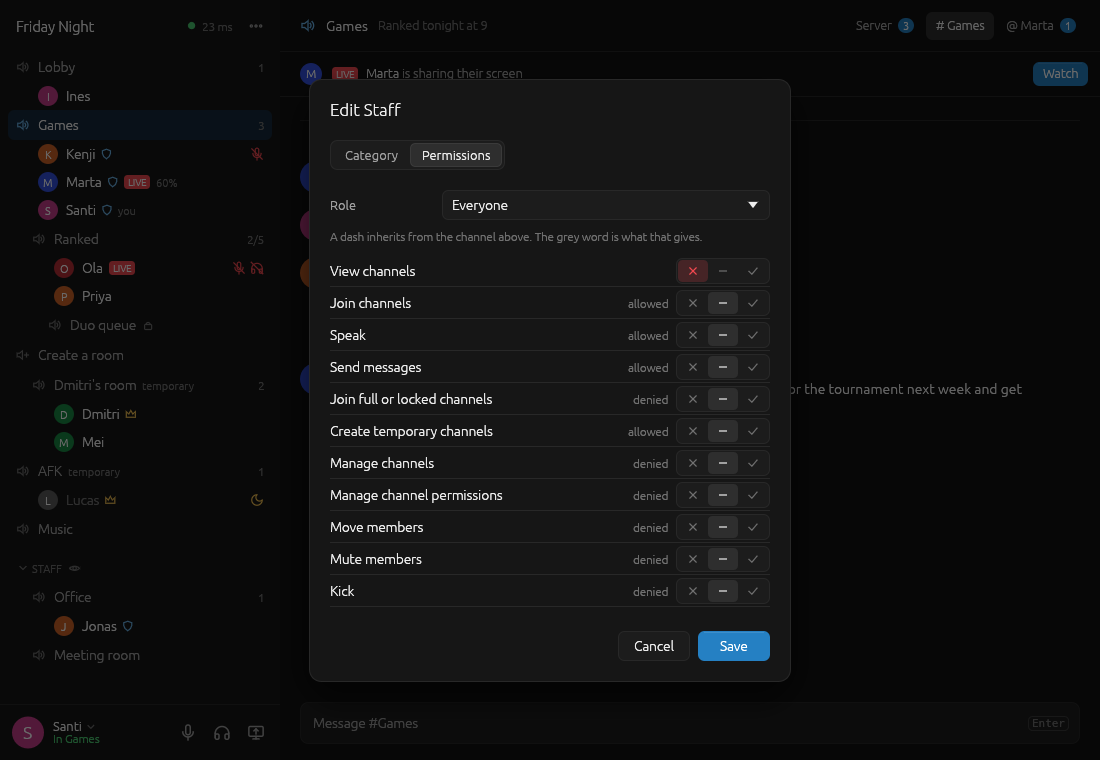 Friday Night
23 ms
Games
Ranked tonight at 9
Server 3
# Games
@ Marta 1
Lobby 1
I Ines
Games 3
K Kenji
M Marta LIVE 60%
S Santi you
Ranked 2/5
O Ola LIVE
P Priya
Duo queue
Create a room
Dmitri's room temporary 2
D Dmitri
M Mei
AFK temporary 1
L Lucas
Music
STAFF
Office 1
J Jonas
Meeting room
S Santi
In Games
M LIVE Marta is sharing their screen
Watch
or the tournament next week and get
Message #Games
Enter
Edit Staff
Category
Permissions
Role
Everyone
A dash inherits from the channel above. The grey word is what that gives.
View channels
Join channels allowed
Speak allowed
Send messages allowed
Join full or locked channels denied
Create temporary channels allowed
Manage channels denied
Manage channel permissions denied
Move members denied
Mute members denied
Kick denied
Cancel
Save